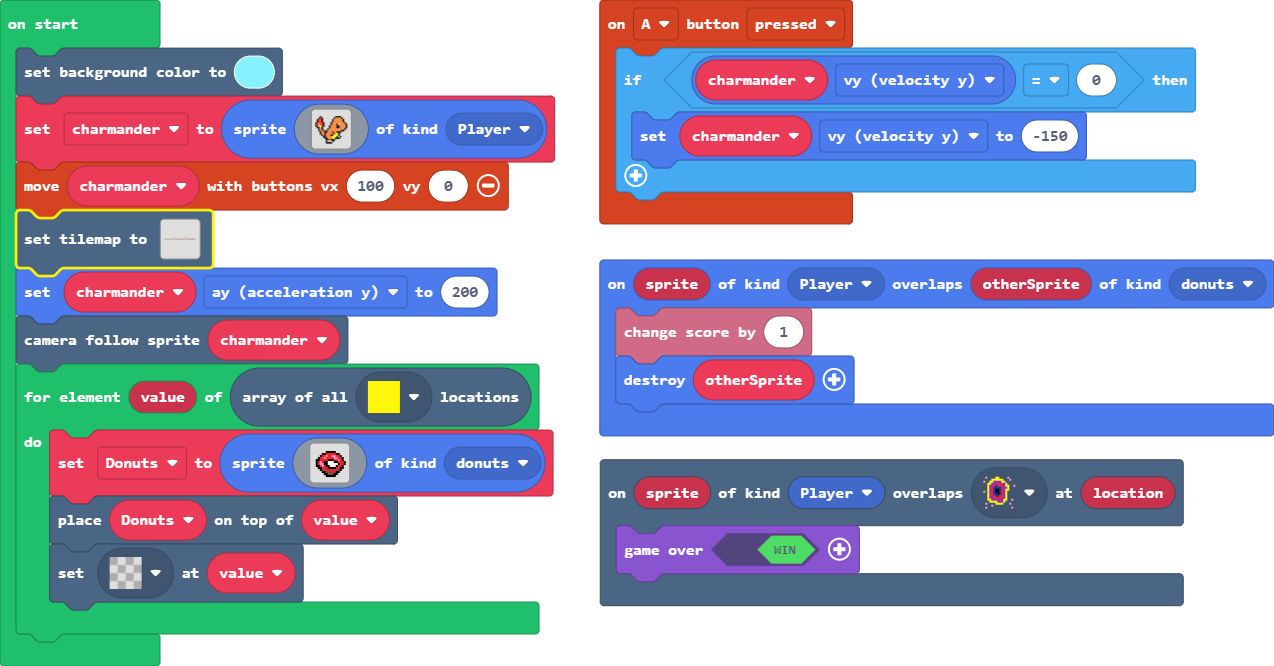 on start
set background color to
set charmander to sprite of kind Player
move charmander with buttons vx 100 vy 0
set tilemap to
set charmander ay (acceleration y) to 200
camera follow sprite charmander
for element value of array of all locations
do
set Donuts to sprite of kind donuts
place Donuts on top of value
set at value
on A button pressed
if charmander vy (velocity y) = 0 then
set charmander vy (velocity y) to -150
on sprite of kind Player overlaps otherSprite of kind donuts
change score by 1
destroy otherSprite
on sprite of kind Player overlaps at location
game over WIN